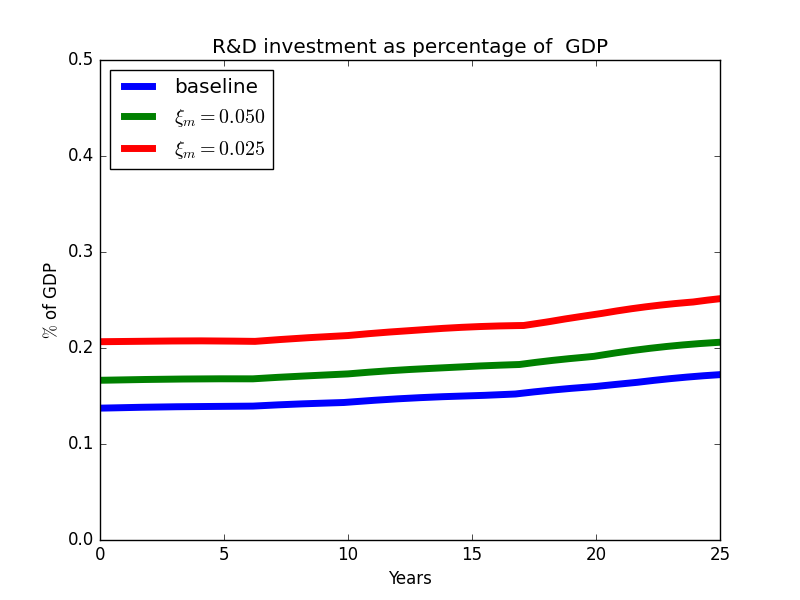 R&D investment as percentage of  GDP
baseline
ξₘ = 0.050
ξₘ = 0.025
% of GDP
0.5
0.4
0.3
0.2
0.1
0.0
0 5 10 15 20 25
Years